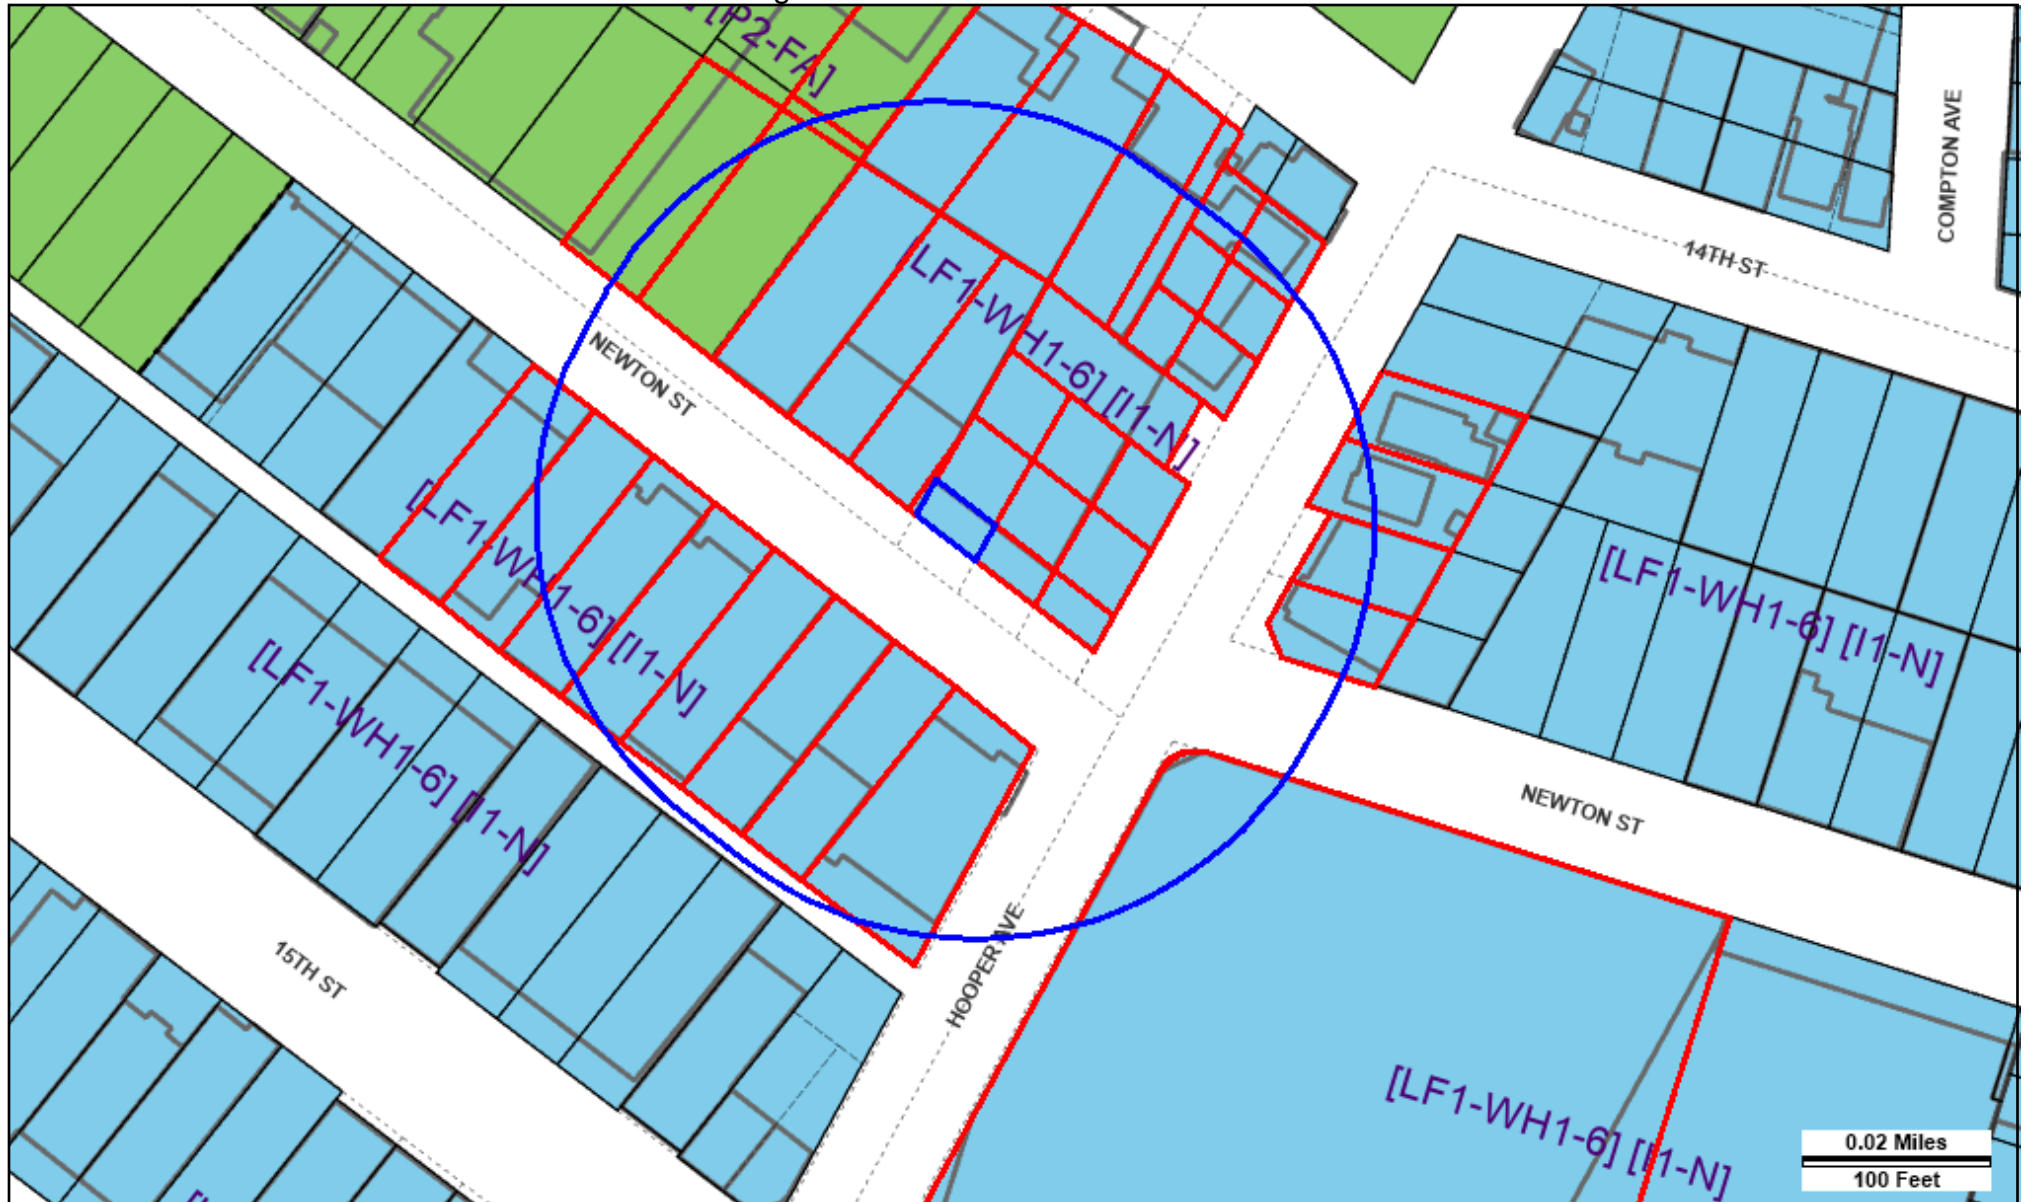 [P2-FA]
COMPTON AVE
14TH ST
[LF1-WH1-6] [I1-N]
NEWTON ST
[LF1-WH1-6] [I1-N]
[LF1-WH1-6] [I1-N]
[LF1-WH1-6] [I1-N]
NEWTON ST
15TH ST
HOOPER AVE
[LF1-WH1-6] [I1-N]
0.02 Miles
100 Feet